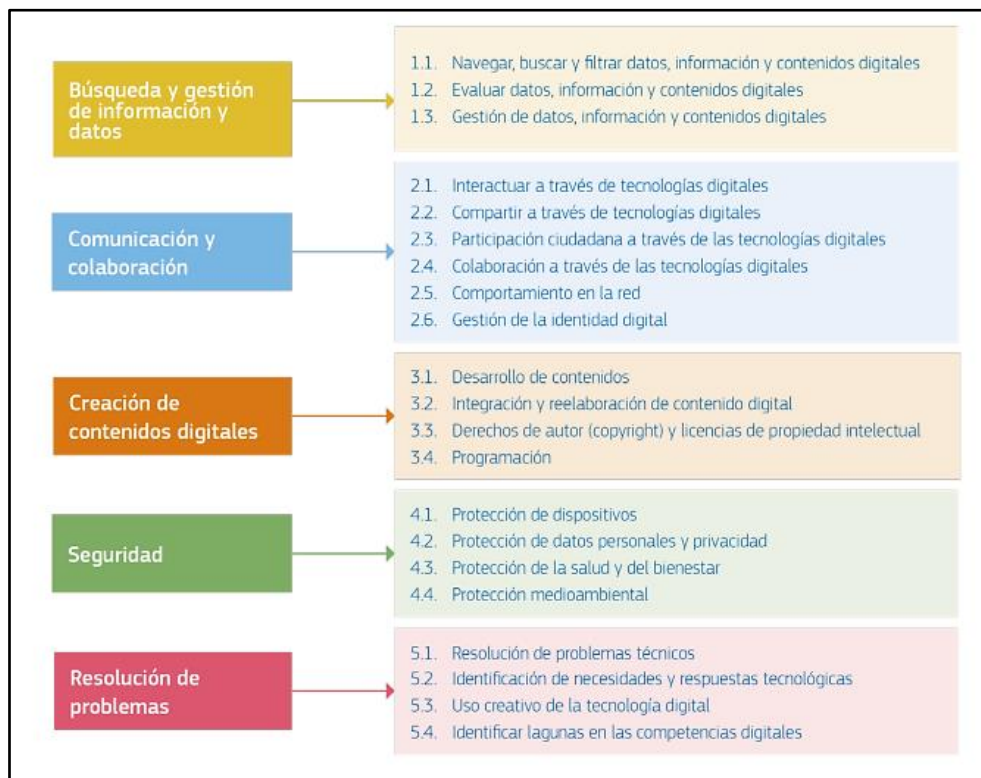 Búsqueda y gestión
de información y
datos
1.1. Navegar, buscar y filtrar datos, información y contenidos digitales
1.2. Evaluar datos, información y contenidos digitales
1.3. Gestión de datos, información y contenidos digitales
Comunicación y
colaboración
2.1. Interactuar a través de tecnologías digitales
2.2. Compartir a través de tecnologías digitales
2.3. Participación ciudadana a través de las tecnologías digitales
2.4. Colaboración a través de las tecnologías digitales
2.5. Comportamiento en la red
2.6. Gestión de la identidad digital
Creación de
contenidos digitales
3.1. Desarrollo de contenidos
3.2. Integración y reelaboración de contenido digital
3.3. Derechos de autor (copyright) y licencias de propiedad intelectual
3.4. Programación
Seguridad
4.1. Protección de dispositivos
4.2. Protección de datos personales y privacidad
4.3. Protección de la salud y del bienestar
4.4. Protección medioambiental
Resolución de
problemas
5.1. Resolución de problemas técnicos
5.2. Identificación de necesidades y respuestas tecnológicas
5.3. Uso creativo de la tecnología digital
5.4. Identificar lagunas en las competencias digitales